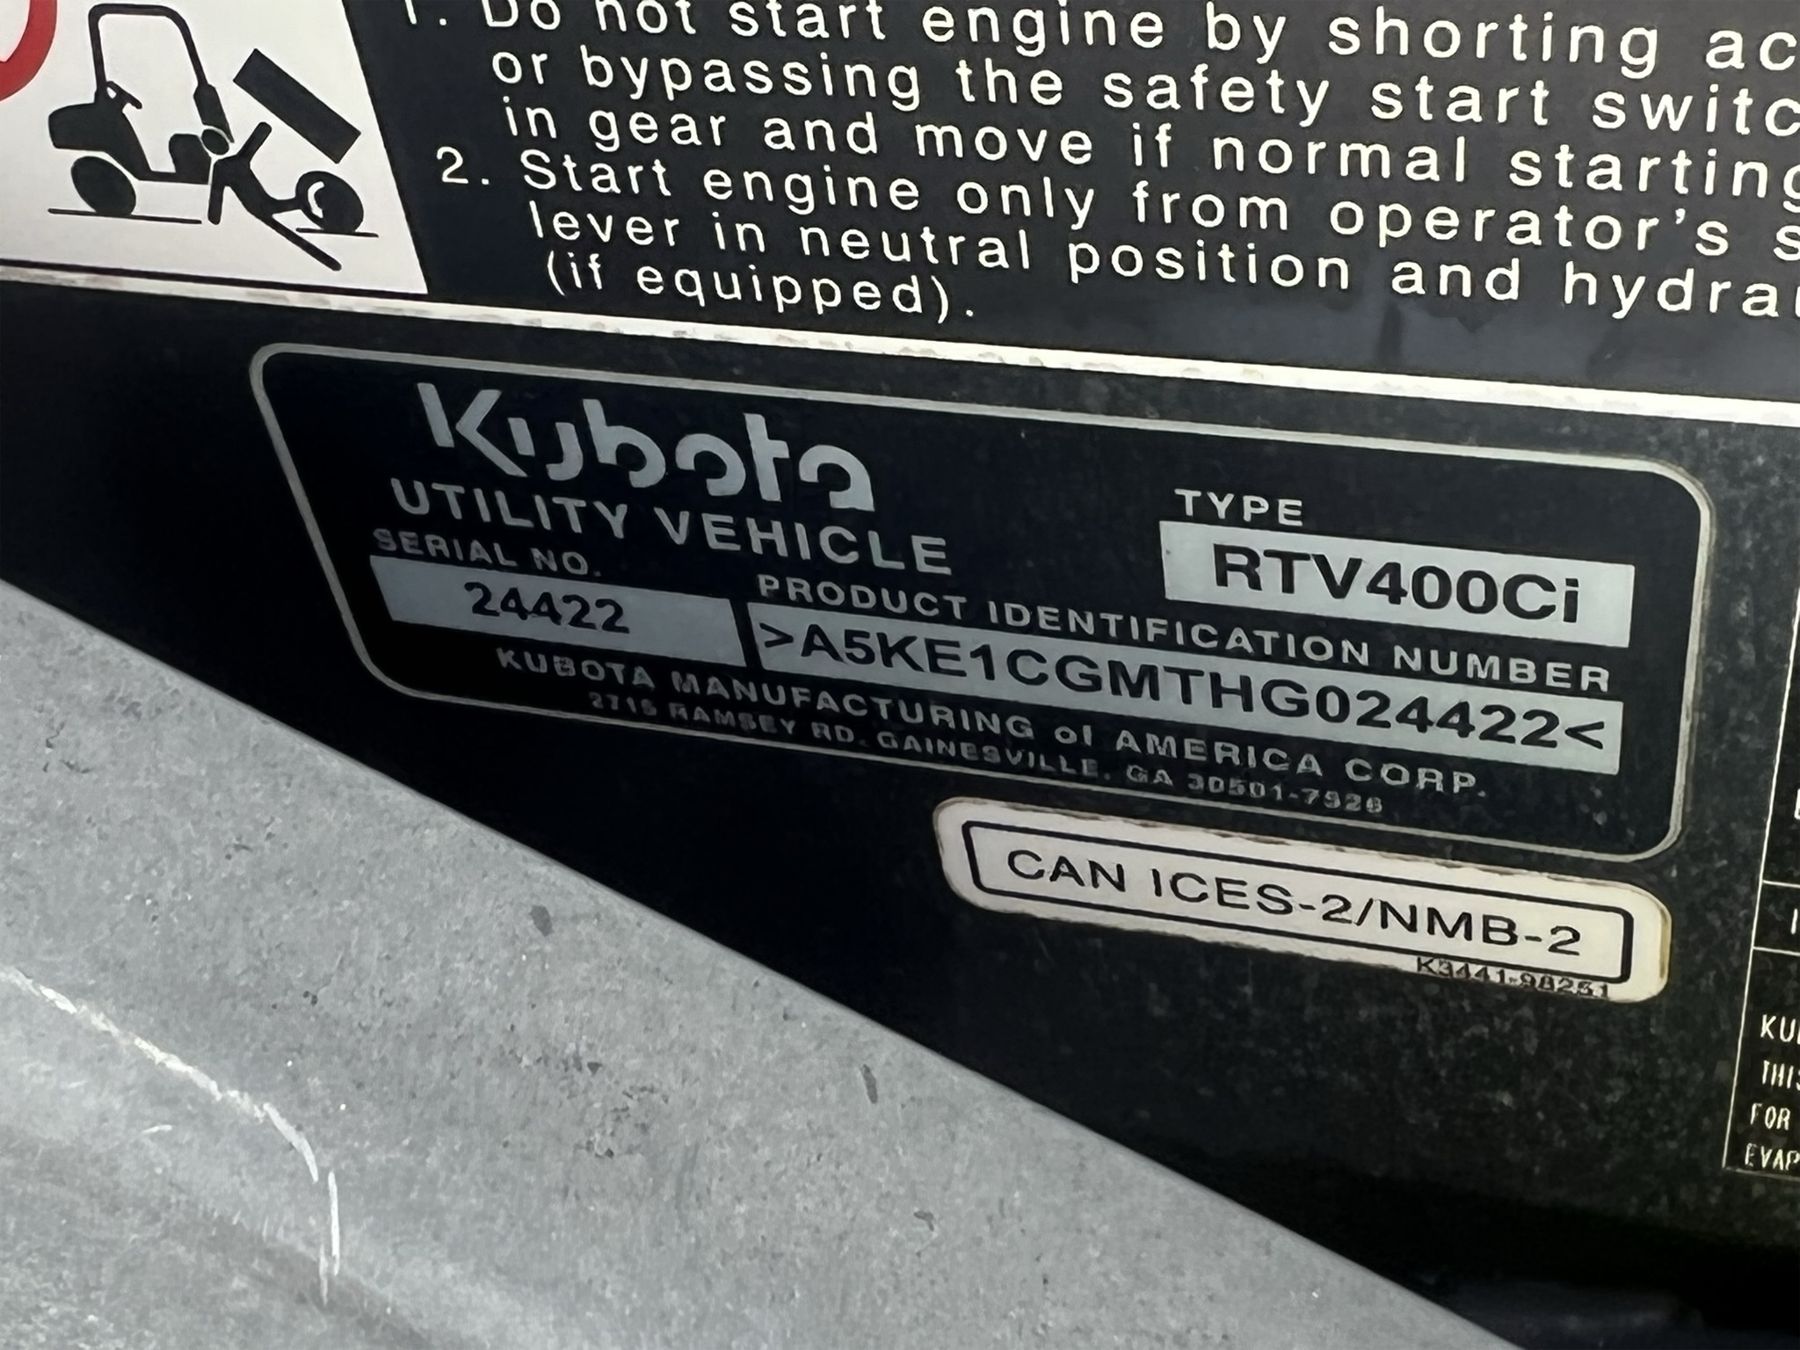 1. Do not start engine by shorting ac
or bypassing the safety start switc
in gear and move if normal starting
2. Start engine only from operator's s
lever in neutral position and hydrau
(if equipped).
Kubota
UTILITY VEHICLE
TYPE
RTV400Ci
SERIAL NO.
24422
PRODUCT IDENTIFICATION NUMBER
>A5KE1CGMTHG024422<
KUBOTA MANUFACTURING of AMERICA CORP.
2715 RAMSEY RD. GAINESVILLE, GA 30501-7926
CAN ICES-2/NMB-2
K3441-98251
KU
THIS
FOR
EVAP